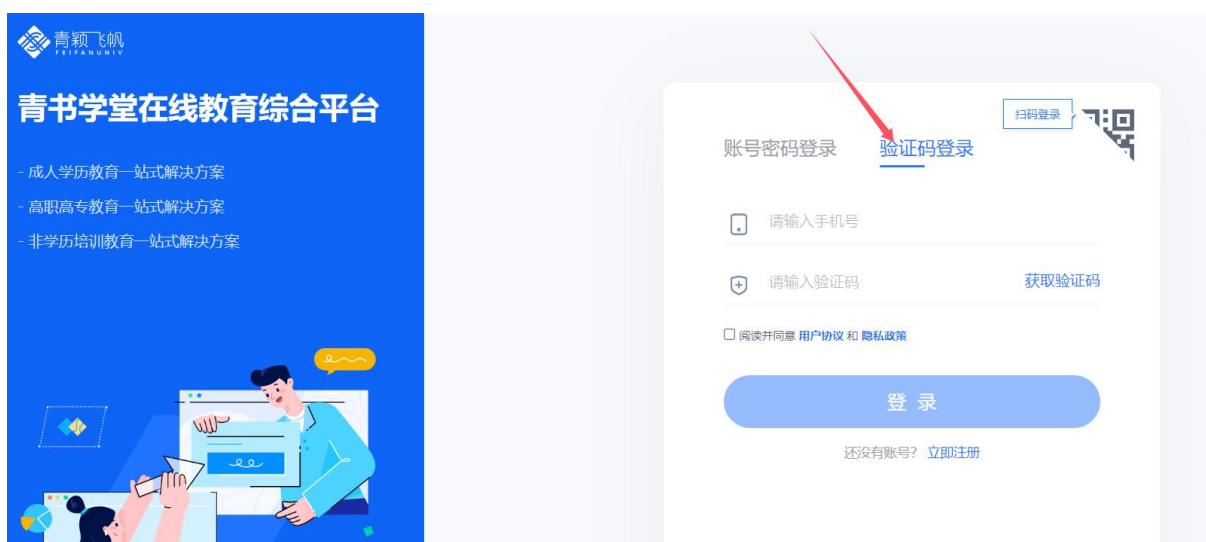 青颖飞帆
FEIFANUNIV
青书学堂在线教育综合平台
- 成人学历教育一站式解决方案
- 高职高专教育一站式解决方案
- 非学历培训教育一站式解决方案
扫码登录
账号密码登录 验证码登录
请输入手机号
请输入验证码 获取验证码
阅读并同意 用户协议 和 隐私政策
登 录
还没有账号? 立即注册